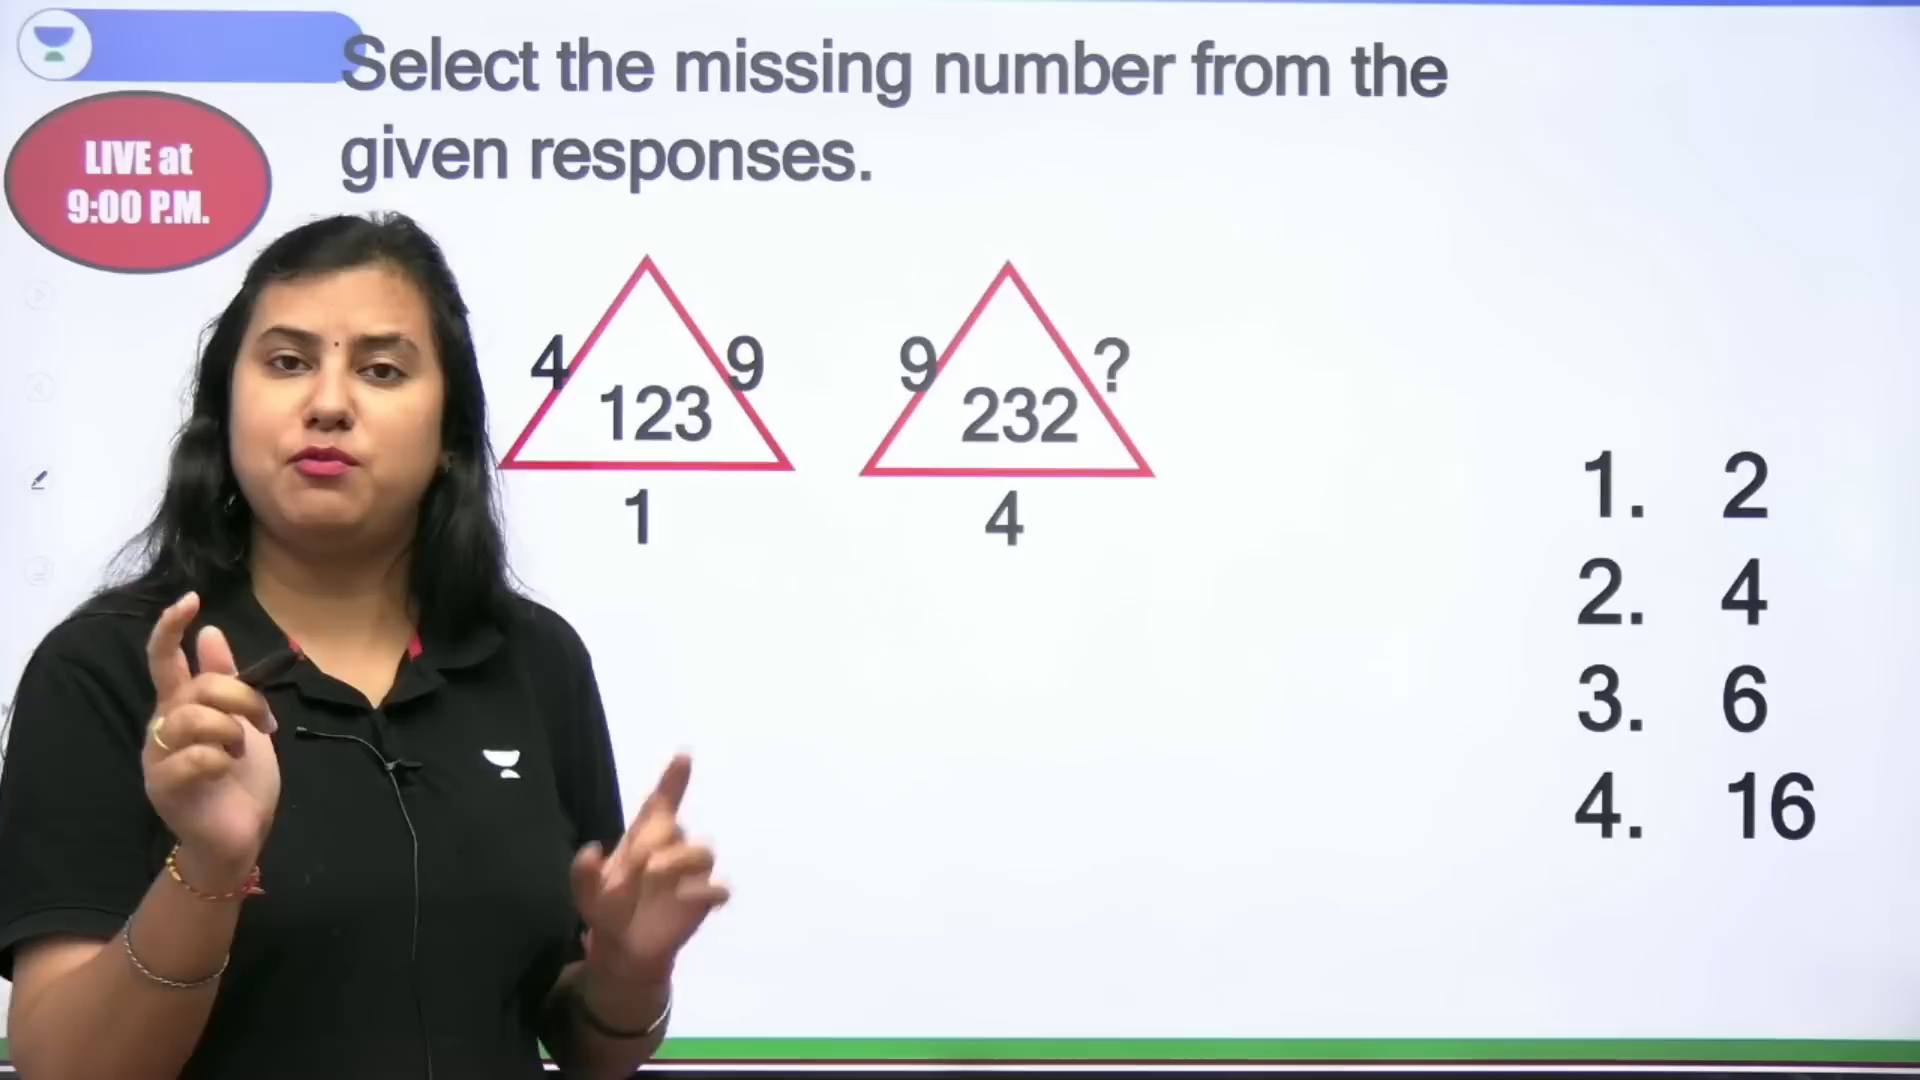 Select the missing number from the
given responses.
LIVE at
9:00 P.M.
4 9 9 ?
123 232
1 4
1. 2
2. 4
3. 6
4. 16